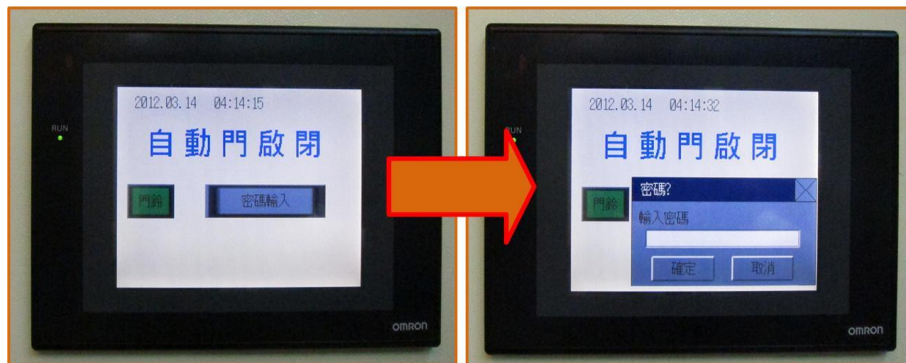 2012.03.14 04:14:15
RUN
自動門啟閉
門鈴
密碼輸入
OMRON
2012.03.14 04:14:32
RUN
自動門啟閉
門鈴
密碼?
輸入密碼
確定
取消
OMRON